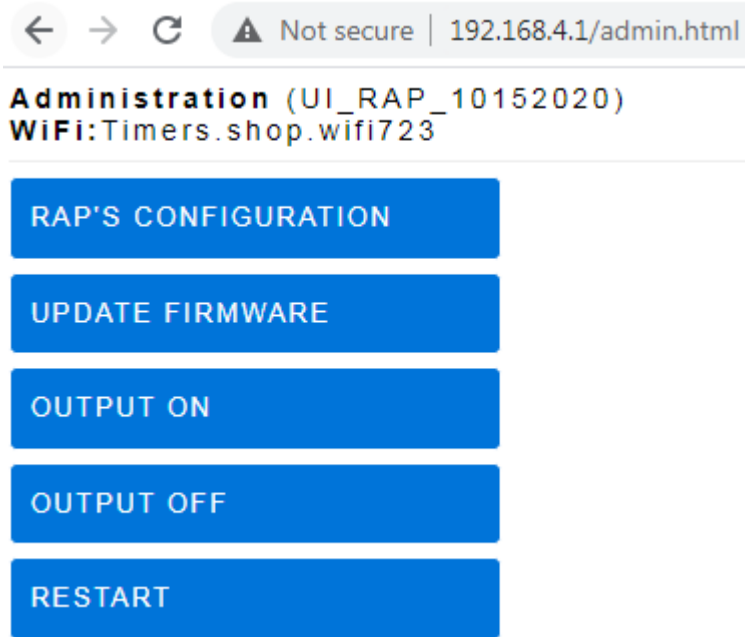 Not secure | 192.168.4.1/admin.html
Administration (UI_RAP_10152020)
WiFi:Timers.shop.wifi723
RAP'S CONFIGURATION
UPDATE FIRMWARE
OUTPUT ON
OUTPUT OFF
RESTART